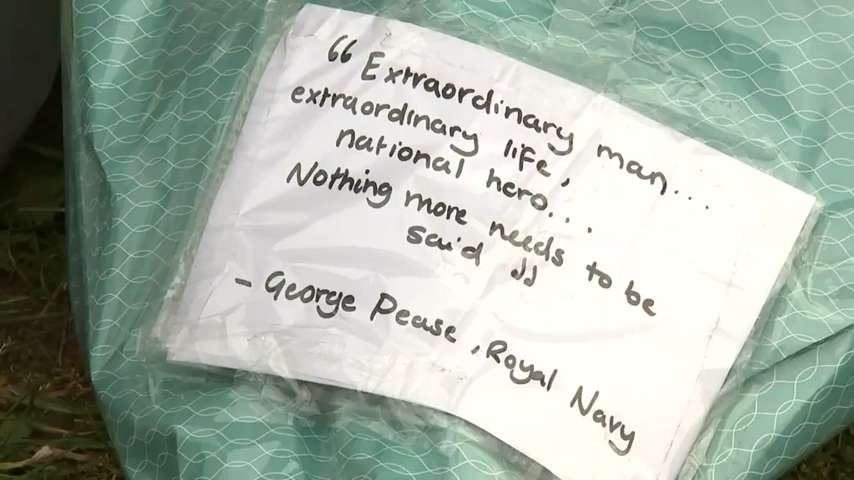 “Extraordinary man...
extraordinary life,
national hero...
Nothing more needs to be
said”
- George Pease, Royal Navy